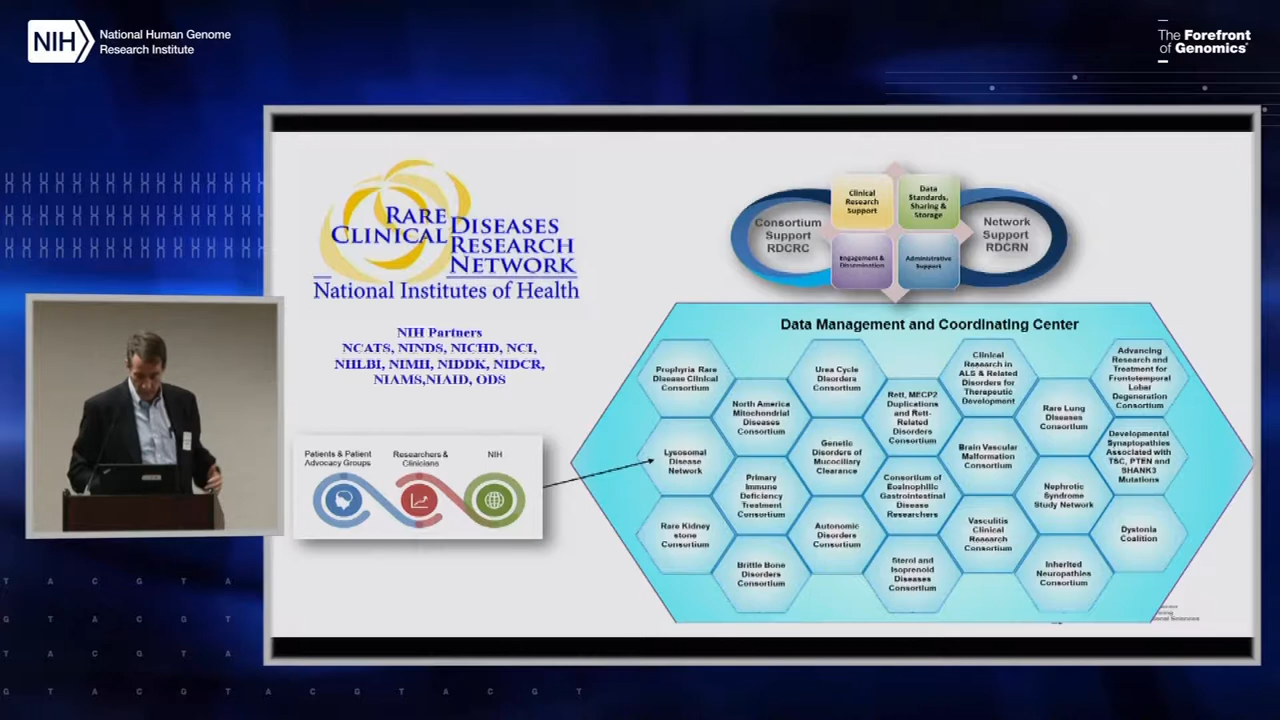 NIH
National Human Genome
Research Institute
The Forefront
of Genomics
RARE
CLINICAL
DISEASES
RESEARCH
NETWORK
National Institutes of Health
NIH Partners
NCATS, NINDS, NICHD, NCI,
NHLBI, NIMH, NIDDK, NIDCR,
NIAMS,NIAID, ODS
Patients & Patient
Advocacy Groups
Researchers &
Clinicians
NIH
Consortium
Support
RDCRC
Clinical
Research
Support
Data
Standards,
Sharing &
Storage
Engagement &
Dissemination
Administrative
Support
Network
Support
RDCRN
Data Management and Coordinating Center
Prophyria Rare
Disease Clinical
Consortium
Urea Cycle
Disorders
Consortium
Clinical
Research in
ALS & Related
Disorders for
Therapeutic
Development
Advancing
Research and
Treatment for
Frontotemporal
Lobar
Degeneration
Consortium
North America
Mitochondrial
Diseases
Consortium
Rett, MECP2
Duplications
and Rett-
Related
Disorders
Consortium
Rare Lung
Diseases
Consortium
Lysosomal
Disease
Network
Genetic
Disorders of
Mucociliary
Clearance
Brain Vascular
Malformation
Consortium
Developmental
Synaptopathies
Associated with
TSC, PTEN and
SHANK3
Mutations
Primary
Immune
Deficiency
Treatment
Consortium
Consortium of
Eosinophilic
Gastrointestinal
Disease
Researchers
Nephrotic
Syndrome
Study Network
Rare Kidney
stone
Consortium
Autonomic
Disorders
Consortium
Vasculitis
Clinical
Research
Consortium
Dystonia
Coalition
Brittle Bone
Disorders
Consortium
Sterol and
Isoprenoid
Diseases
Consortium
Inherited
Neuropathies
Consortium
T A C G T A
G T A C G T
T A C G T A
G T A C G T A C G T A C G T